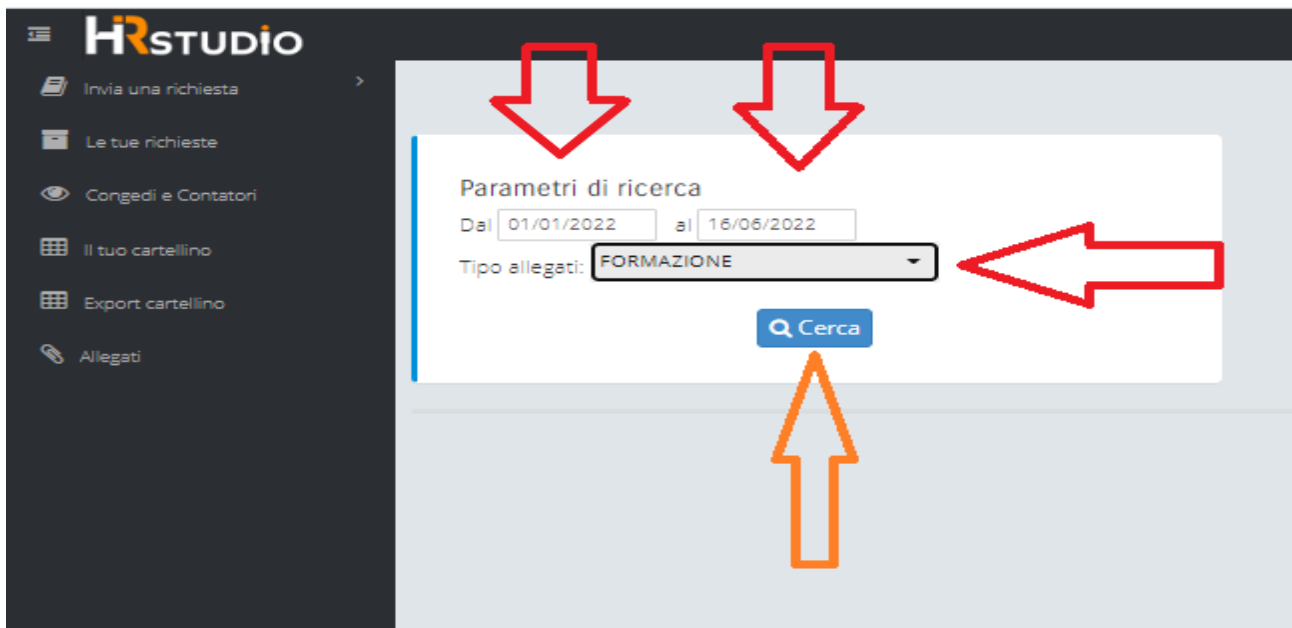 HRSTUDIO
Invia una richiesta
Le tue richieste
Congedi e Contatori
Il tuo cartellino
Export cartellino
Allegati
Parametri di ricerca
Dal 01/01/2022 al 16/06/2022
Tipo allegati: FORMAZIONE
Cerca